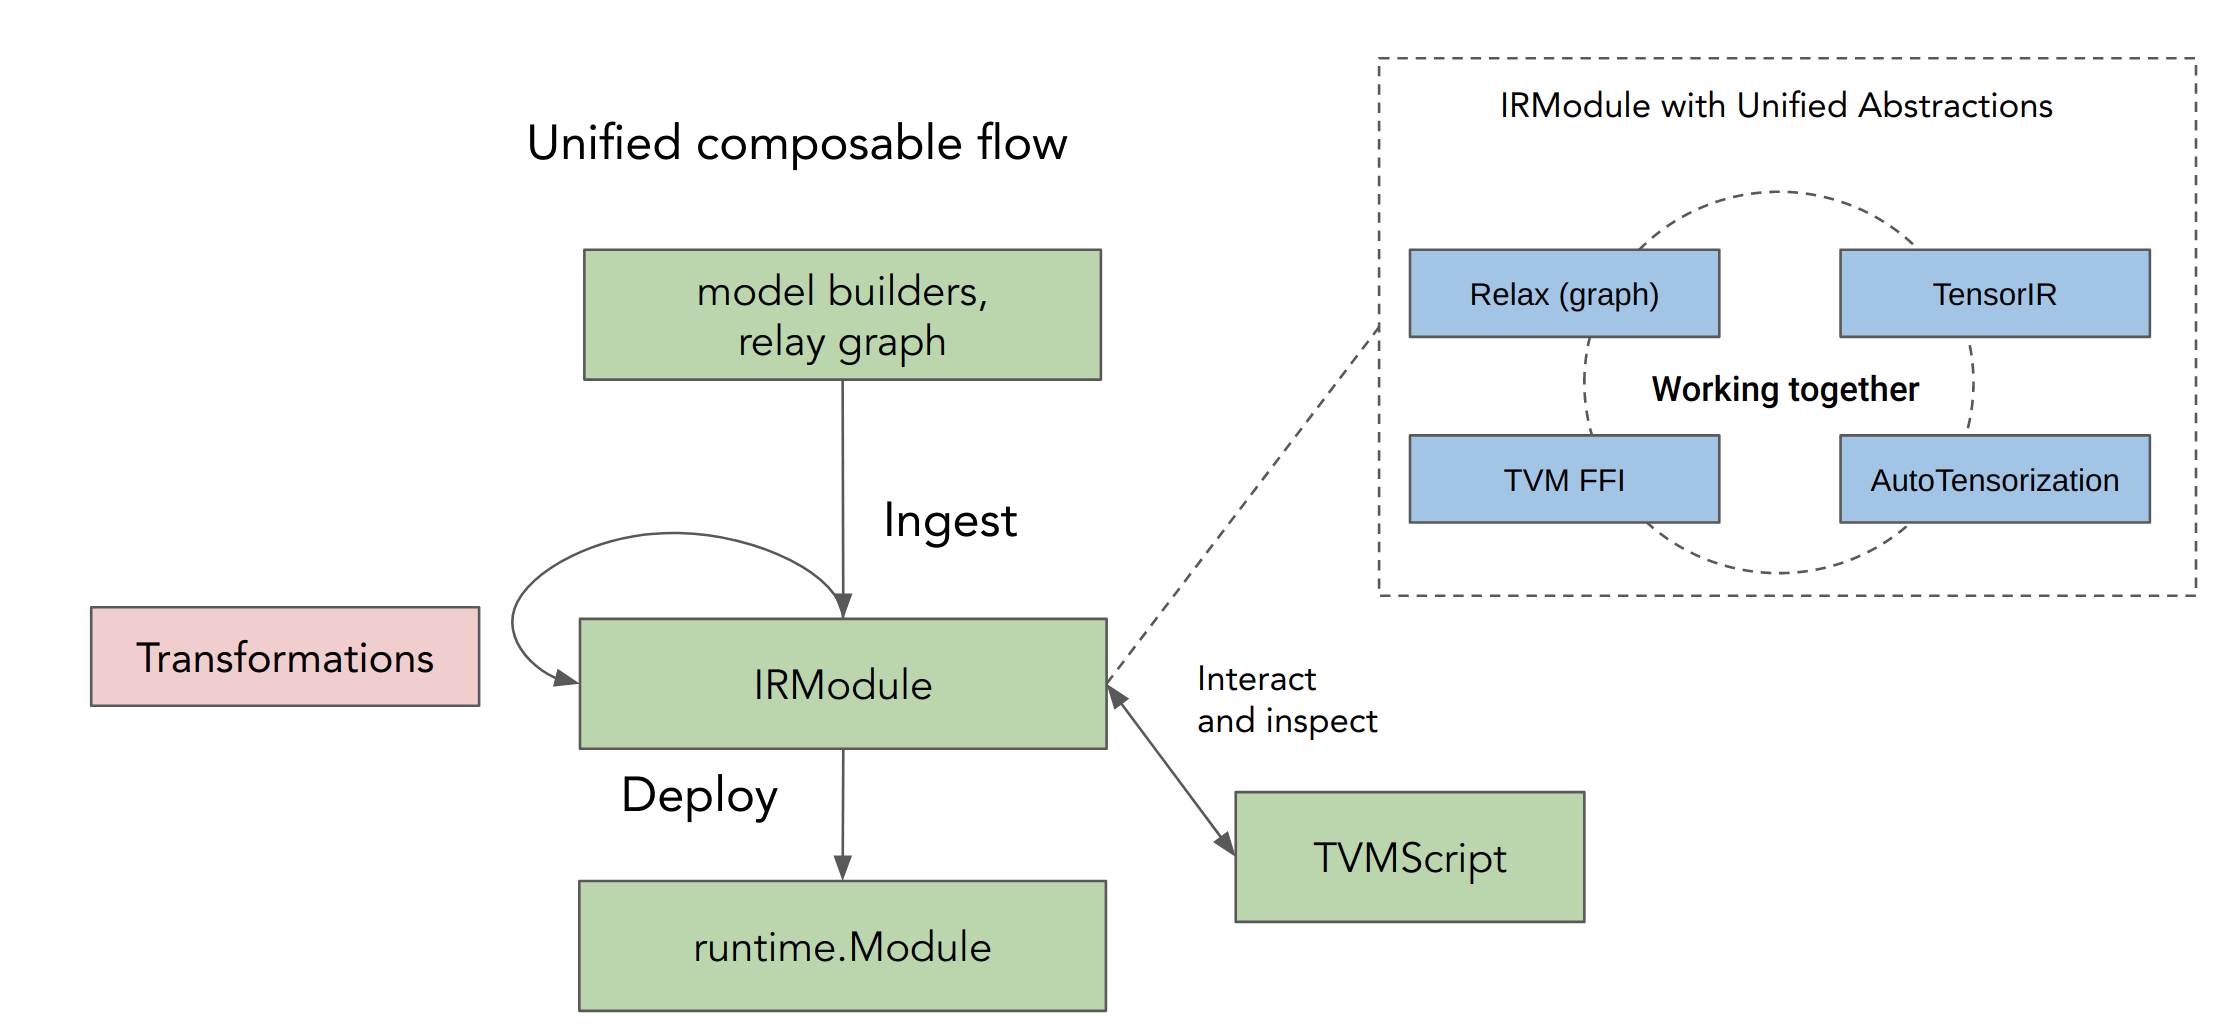 Unified composable flow
model builders,
relay graph
Ingest
Transformations
IRModule
Deploy
runtime.Module
Interact
and inspect
TVMScript
IRModule with Unified Abstractions
Relax (graph)
TensorIR
Working together
TVM FFI
AutoTensorization